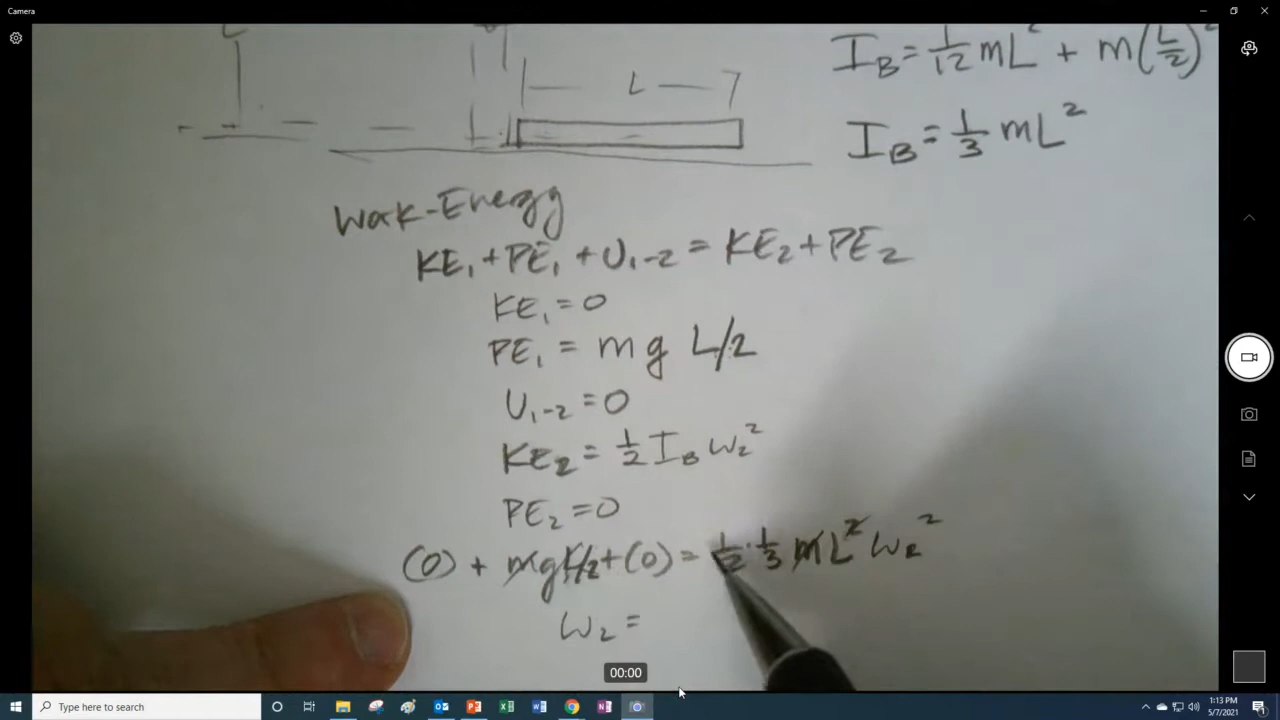 Camera
L
I_B = 1/12 mL² + m(L/2)²
I_B = 1/3 mL²
Work-Energy
KE₁ + PE₁ + U₁₋₂ = KE₂ + PE₂
KE₁ = 0
PE₁ = mg L/2
U₁₋₂ = 0
KE₂ = 1/2 I_B ω₂²
PE₂ = 0
(0) + mgL/2 + (0) = 1/2 · 1/3 mL² ω₂²
ω₂ =
00:00
Type here to search
1:13 PM
5/7/2021